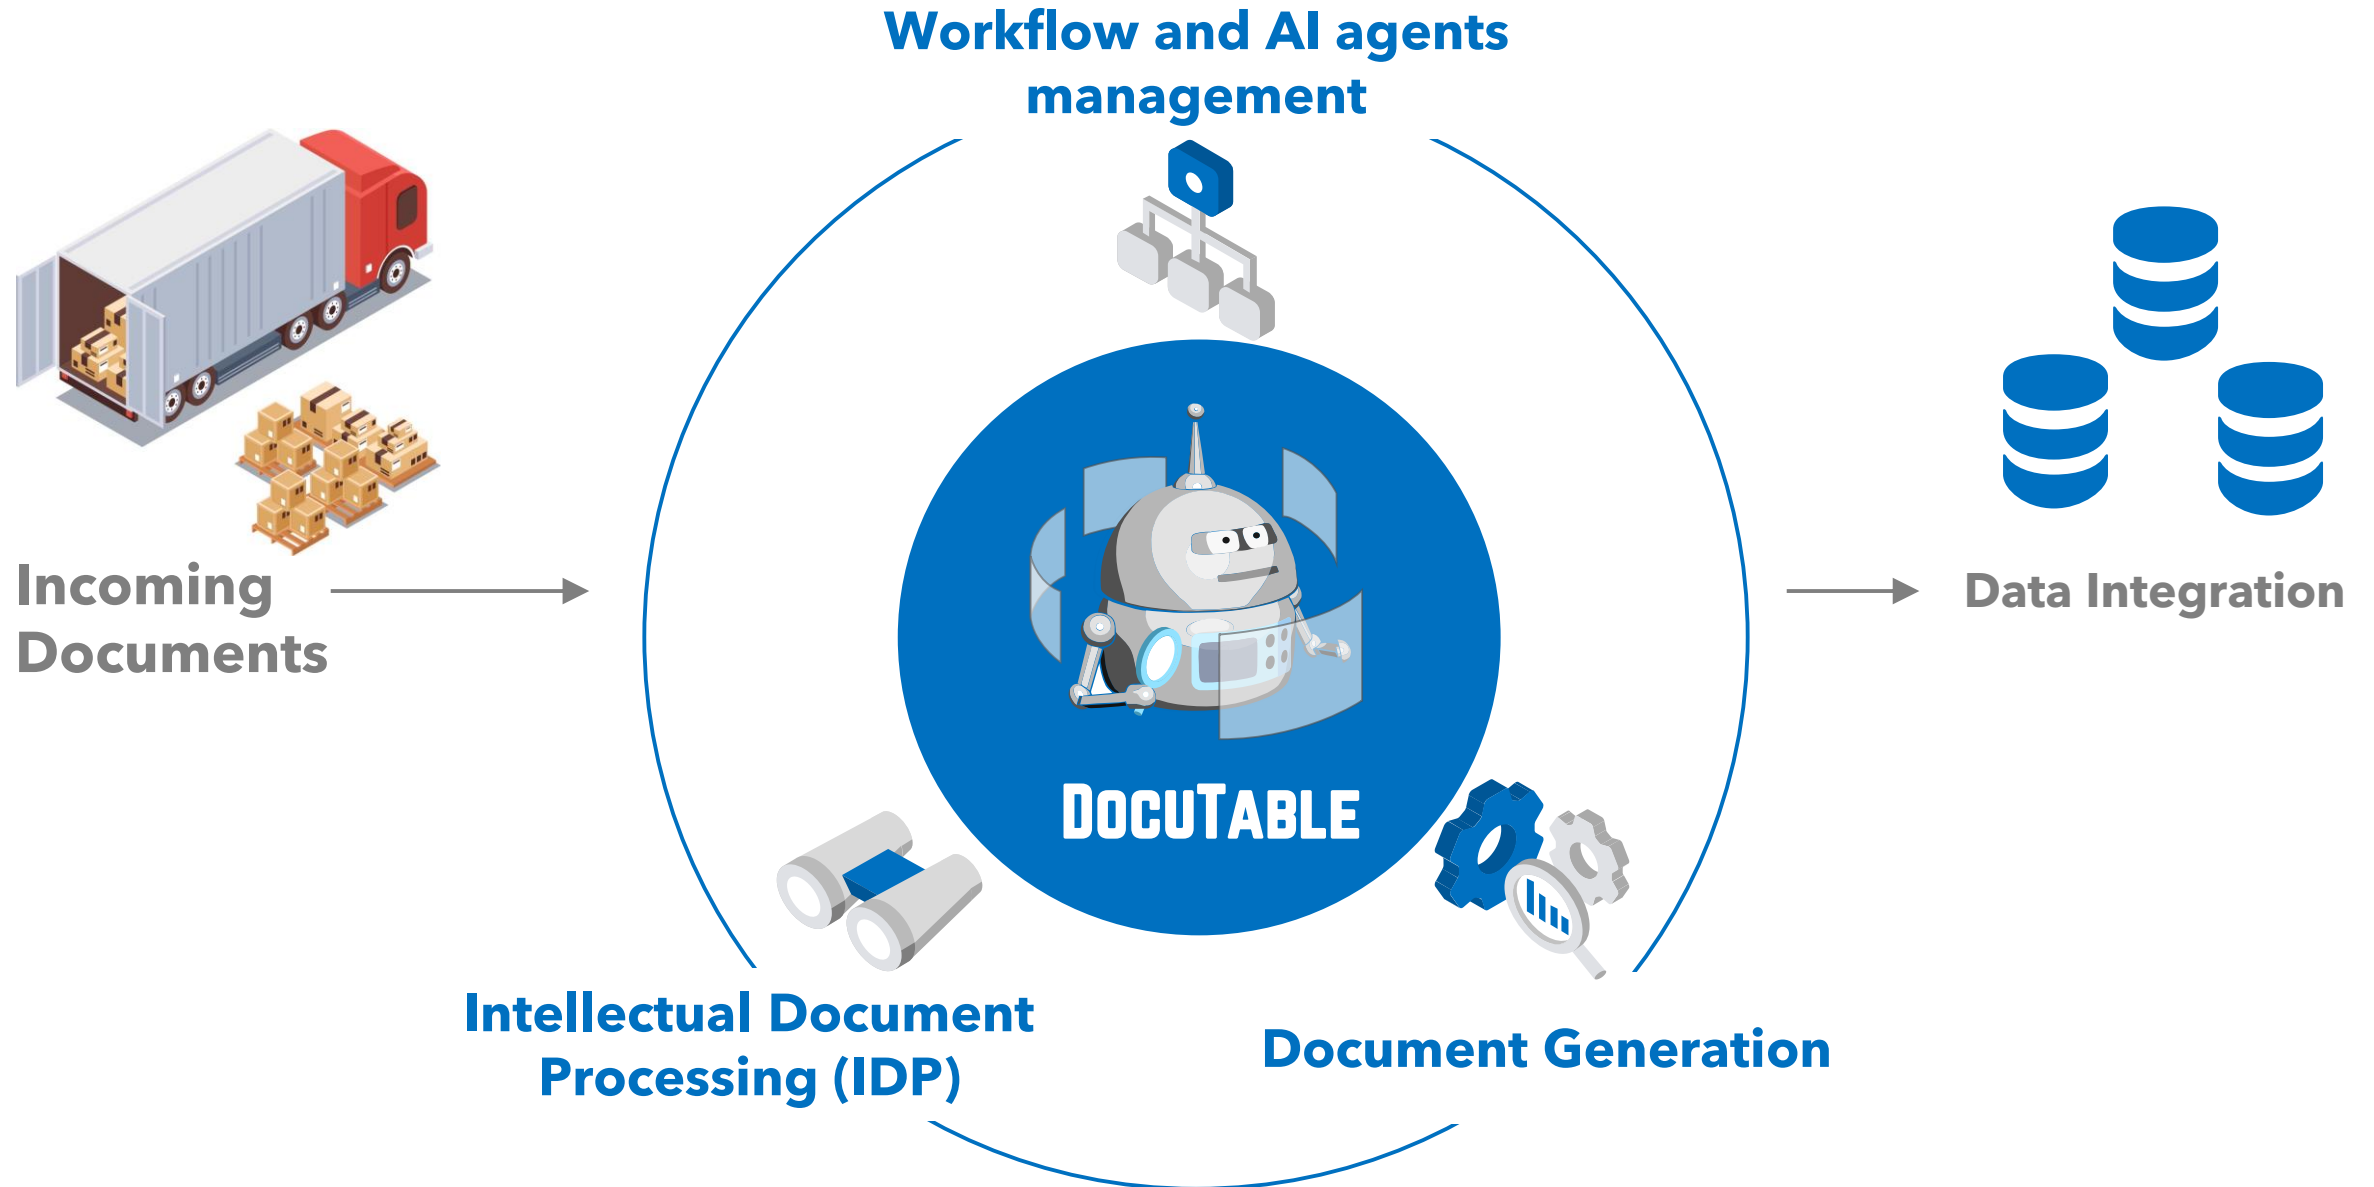 Workflow and AI agents
management
Incoming
Documents
Data Integration
DOCUTABLE
Intellectual Document
Processing (IDP)
Document Generation